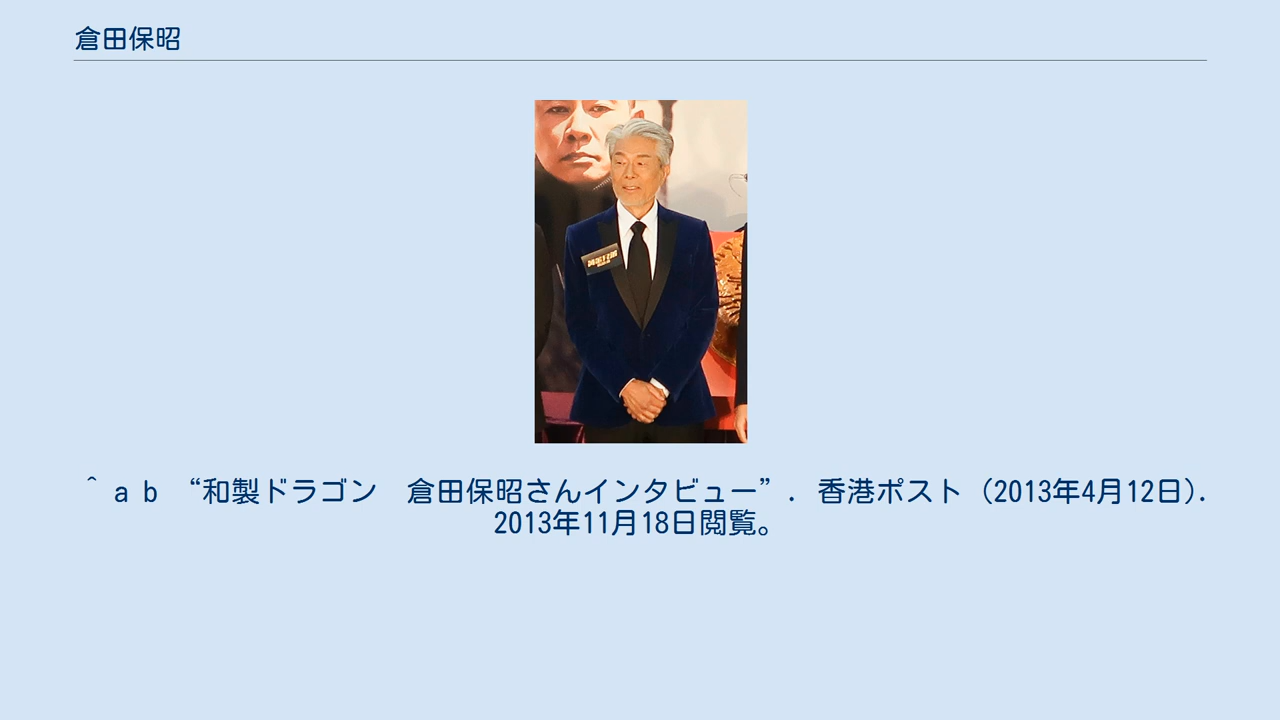 倉田保昭
^ a b “和製ドラゴン　倉田保昭さんインタビュー”. 香港ポスト (2013年4月12日).
2013年11月18日閲覧。